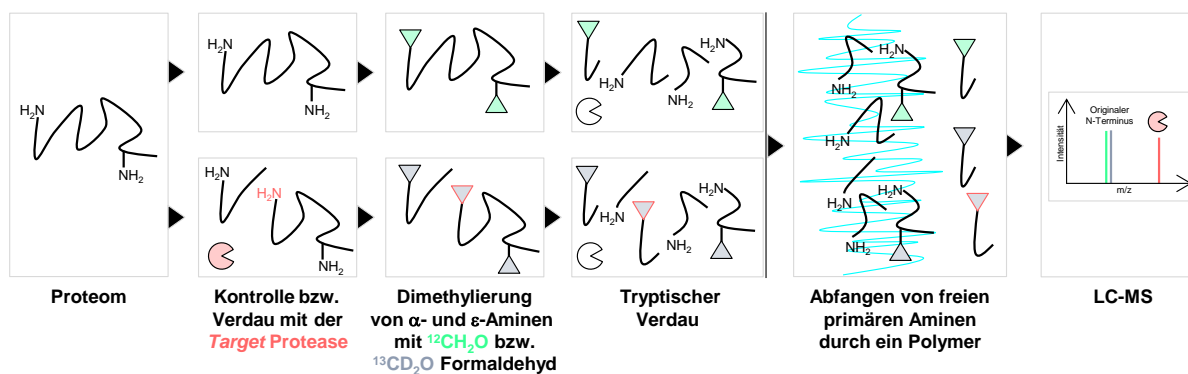 H₂N
NH₂
Proteom
H₂N
NH₂
H₂N
H₂N
NH₂
Kontrolle bzw.
Verdau mit der
Target Protease
Dimethylierung
von α- und ε-Aminen
mit ¹²CH₂O bzw.
¹³CD₂O Formaldehyd
H₂N
H₂N
NH₂
H₂N
H₂N
NH₂
Tryptischer
Verdau
H₂N
NH₂
H₂N
H₂N
H₂N
NH₂
Abfangen von freien
primären Aminen
durch ein Polymer
Originaler
N-Terminus
Intensität
m/z
LC-MS